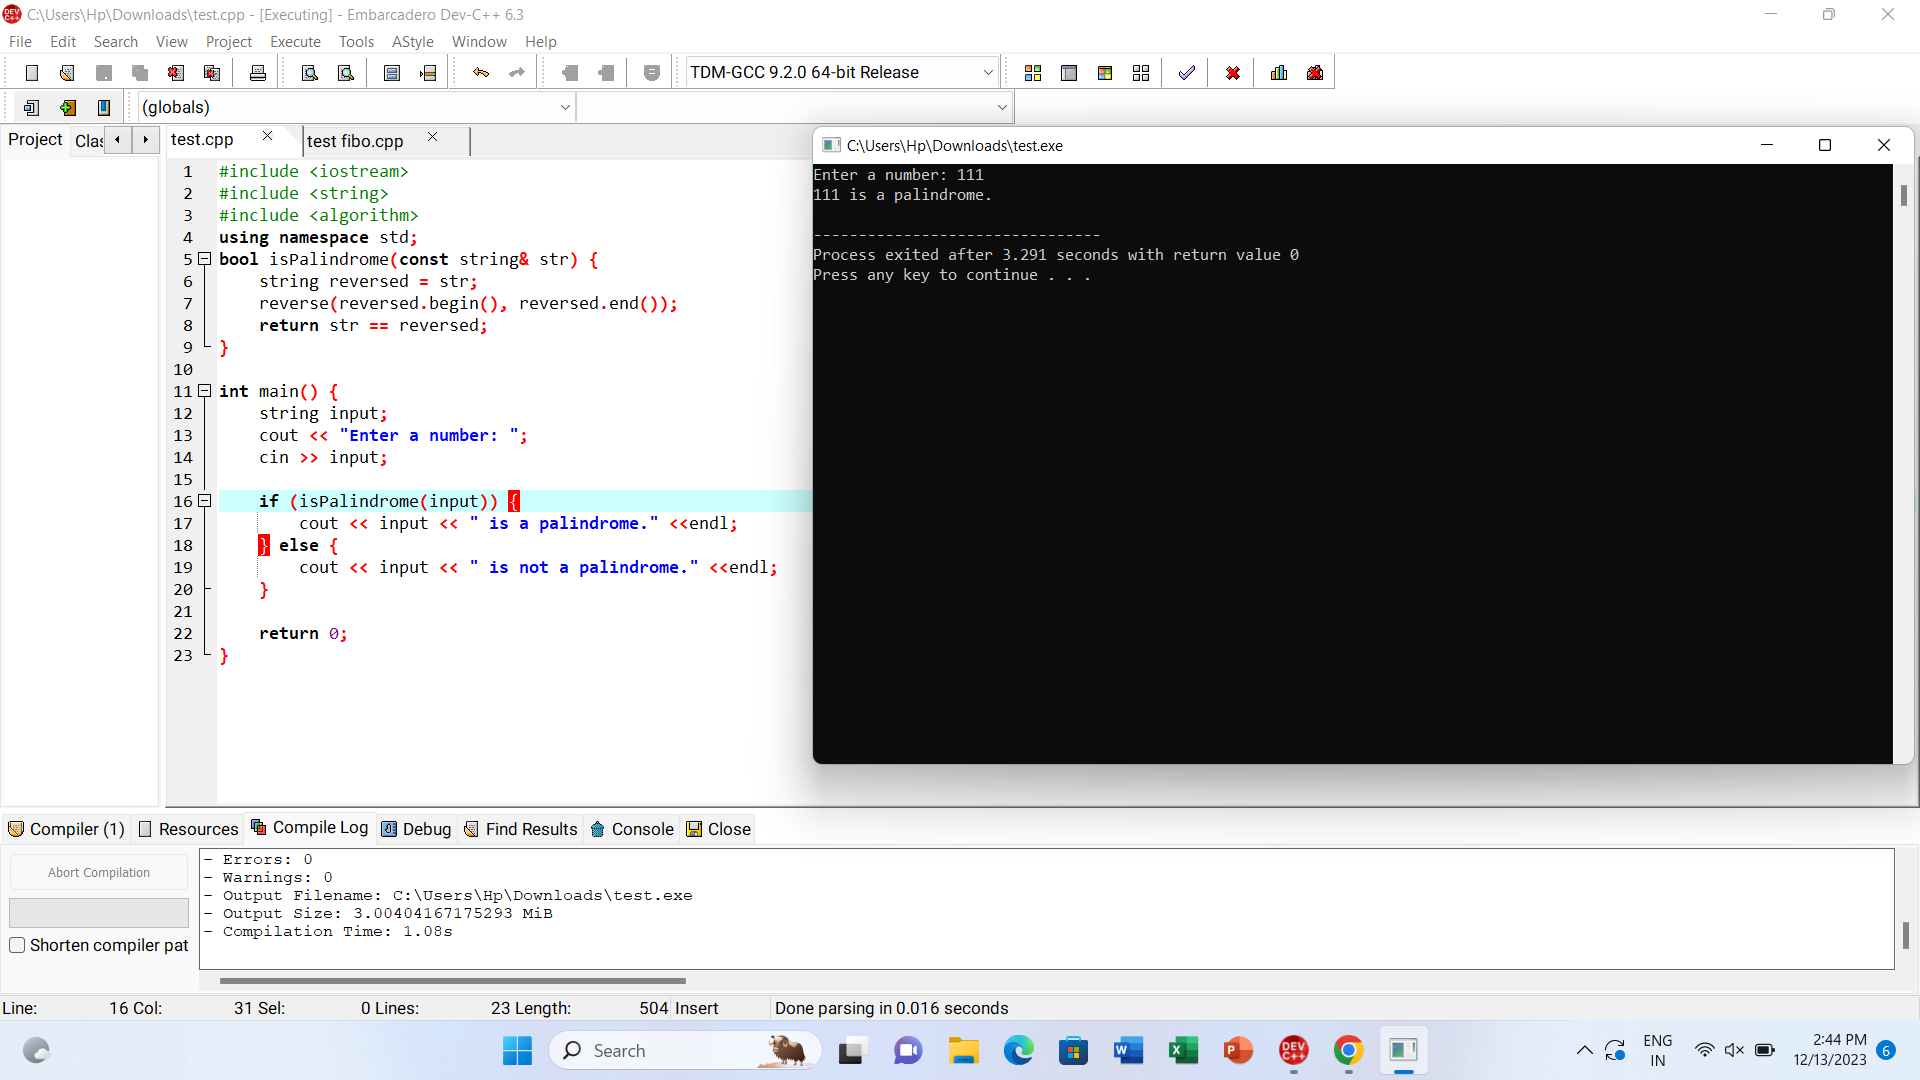 C:\Users\Hp\Downloads\test.cpp - [Executing] - Embarcadero Dev-C++ 6.3
File Edit Search View Project Execute Tools AStyle Window Help
TDM-GCC 9.2.0 64-bit Release
(globals)
Project Clas test.cpp test fibo.cpp
1 #include <iostream>
2 #include <string>
3 #include <algorithm>
4 using namespace std;
5 bool isPalindrome(const string& str) {
6 string reversed = str;
7 reverse(reversed.begin(), reversed.end());
8 return str == reversed;
9 }
10
11 int main() {
12 string input;
13 cout << "Enter a number: ";
14 cin >> input;
15
16 if (isPalindrome(input)) {
17 cout << input << " is a palindrome." <<endl;
18 } else {
19 cout << input << " is not a palindrome." <<endl;
20 }
21
22 return 0;
23 }
C:\Users\Hp\Downloads\test.exe
Enter a number: 111
111 is a palindrome.
--------------------------------
Process exited after 3.291 seconds with return value 0
Press any key to continue . . .
Compiler (1) Resources Compile Log Debug Find Results Console Close
Abort Compilation
Shorten compiler pat
- Errors: 0
- Warnings: 0
- Output Filename: C:\Users\Hp\Downloads\test.exe
- Output Size: 3.00404167175293 MiB
- Compilation Time: 1.08s
Line: 16 Col: 31 Sel: 0 Lines: 23 Length: 504 Insert Done parsing in 0.016 seconds
Search
ENG
IN
2:44 PM
12/13/2023
6